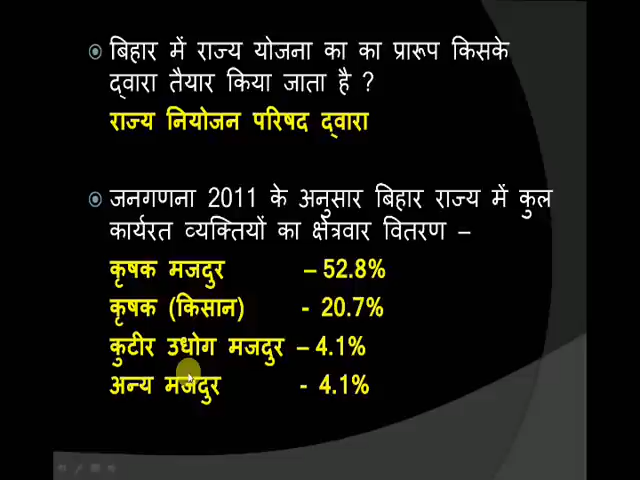 बिहार में राज्य योजना का का प्रारूप किसके
द्वारा तैयार किया जाता है ?
राज्य नियोजन परिषद द्वारा
जनगणना 2011 के अनुसार बिहार राज्य में कुल
कार्यरत व्यक्तियों का क्षेत्रवार वितरण –
कृषक मजदुर – 52.8%
कृषक (किसान) - 20.7%
कुटीर उधोग मजदुर – 4.1%
अन्य मजदुर - 4.1%